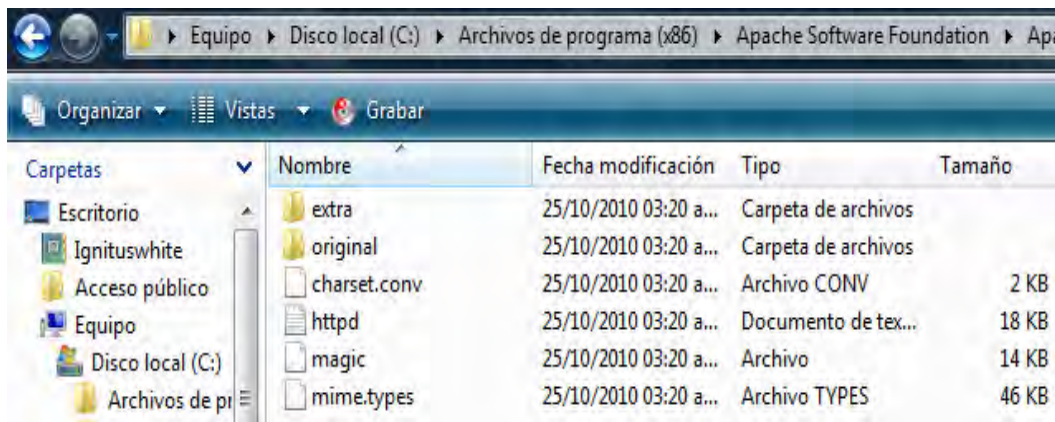 Equipo Disco local (C:) Archivos de programa (x86) Apache Software Foundation Apa
Organizar Vistas Grabar
Carpetas
Escritorio
Ignituswhite
Acceso público
Equipo
Disco local (C:)
Archivos de pr
Nombre Fecha modificación Tipo Tamaño
extra 25/10/2010 03:20 a... Carpeta de archivos
original 25/10/2010 03:20 a... Carpeta de archivos
charset.conv 25/10/2010 03:20 a... Archivo CONV 2 KB
httpd 25/10/2010 03:20 a... Documento de tex... 18 KB
magic 25/10/2010 03:20 a... Archivo 14 KB
mime.types 25/10/2010 03:20 a... Archivo TYPES 46 KB